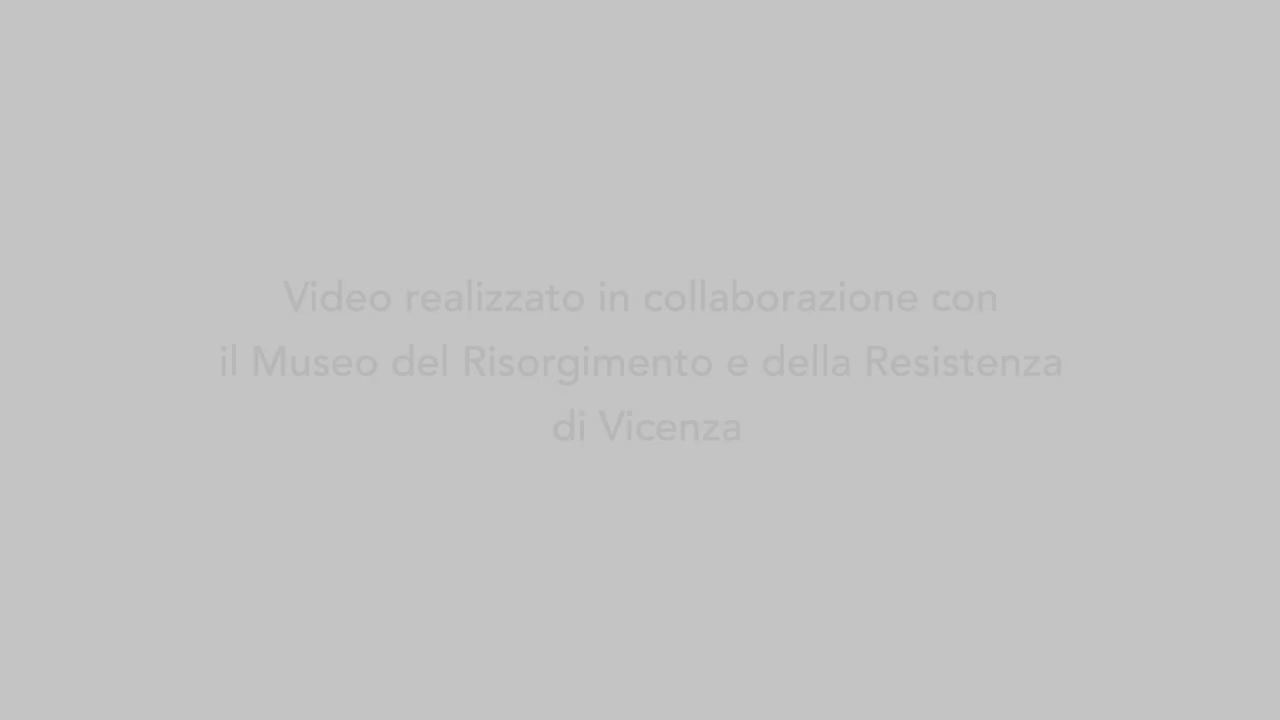 Video realizzato in collaborazione con
il Museo del Risorgimento e della Resistenza
di Vicenza